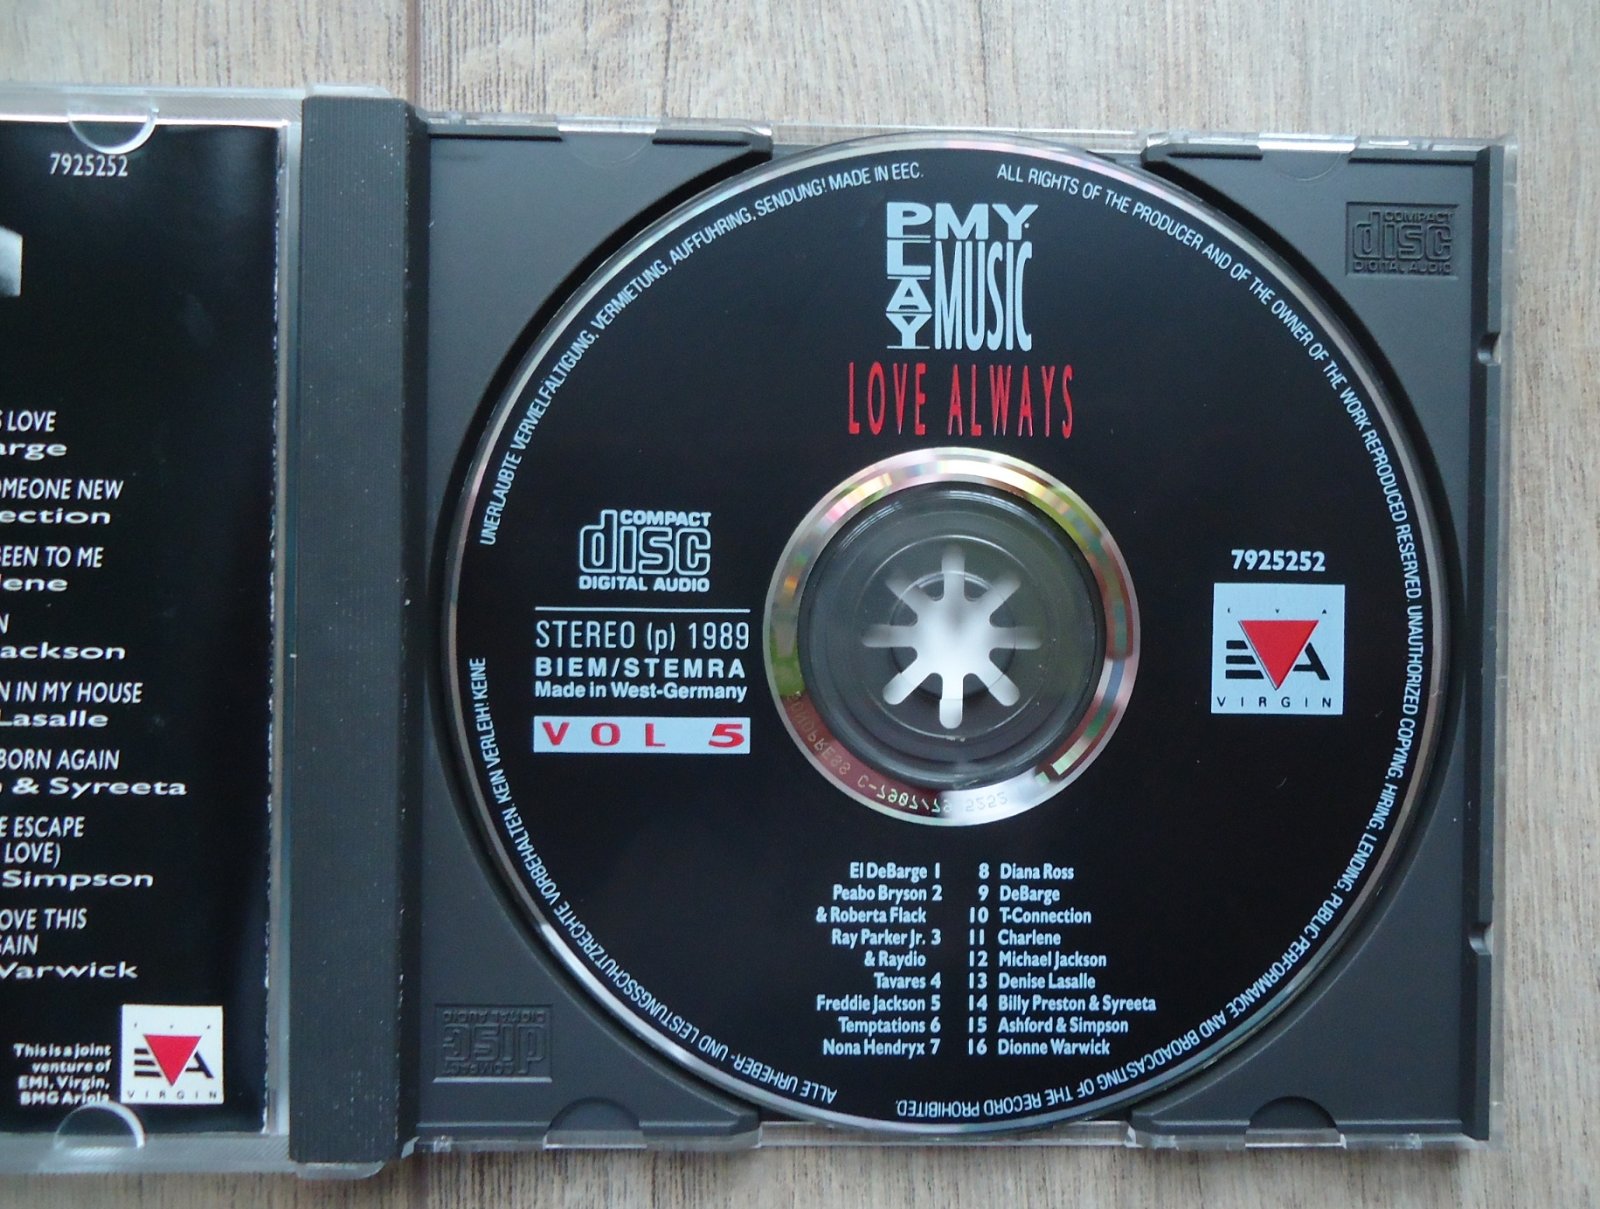 7925252
LOVE
OMEONE NEW
ection
BEEN TO ME
lene
N
ackson
N IN MY HOUSE
Lasalle
BORN AGAIN
& Syreeta
E ESCAPE
LOVE)
Simpson
OVE THIS
GAIN
Warwick
This is a joint
venture of
EMI, Virgin,
BMG Ariola
EVA
EVA
VIRGIN
COMPACT
disc
DIGITAL AUDIO
COMPACT
disc
DIGITAL AUDIO
UNERLAUBTE VERVIELFÄLTIGUNG, VERMIETUNG, AUFFÜHRING, SENDUNG! MADE IN EEC.
ALL RIGHTS OF THE PRODUCER AND OF THE OWNER OF THE WORK REPRODUCED RESERVED. UNAUTHORIZED COPYING, HIRING, LENDING, PUBLIC PERFORMANCE AND BROADCASTING OF THE RECORD PROHIBITED.
ALLE URHEBER- UND LEISTUNGSSCHUTZRECHTE VORBEHALTEN. KEIN VERLEIH! KEINE
PLAY MY
MUSIC
LOVE ALWAYS
COMPACT
disc
DIGITAL AUDIO
STEREO (p) 1989
BIEM/STEMRA
Made in West-Germany
VOL 5
7925252
EVA
EVA
VIRGIN
El DeBarge 1
Peabo Bryson 2
& Roberta Flack
Ray Parker Jr. 3
& Raydio
Tavares 4
Freddie Jackson 5
Temptations 6
Nona Hendryx 7
8 Diana Ross
9 DeBarge
10 T-Connection
11 Charlene
12 Michael Jackson
13 Denise Lasalle
14 Billy Preston & Syreeta
15 Ashford & Simpson
16 Dionne Warwick